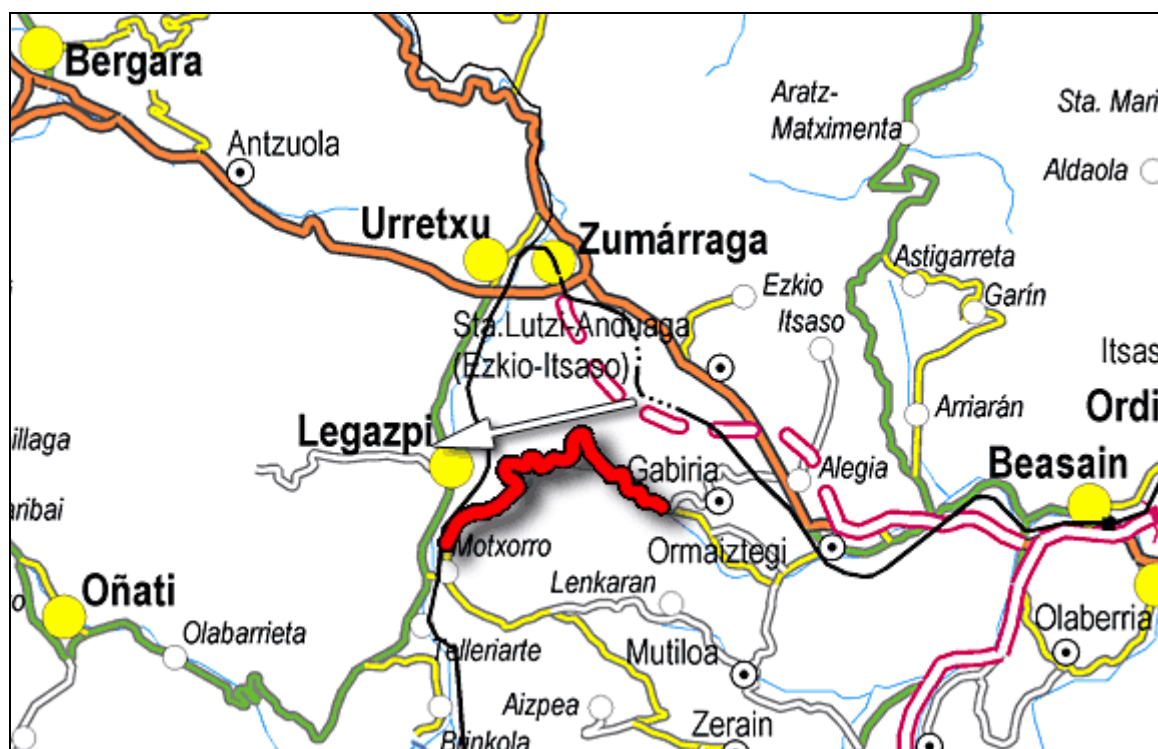 Bergara
Antzuola
Aratz-
Matximenta
Sta. Mari
Aldaola
Urretxu
Zumárraga
Ezkio
Itsaso
Astigarreta
Garín
Sta.Lutzi-Anduaga
(Ezkio-Itsaso)
Itsas
Arriarán
Ordi
Legazpi
illaga
Gabiria
Alegia
Beasain
aribai
Motxorro
Ormaiztegi
Oñati
Lenkaran
Olabarrieta
Telleriarte
Mutiloa
Olaberria
Aizpea
Zerain
Brinkola